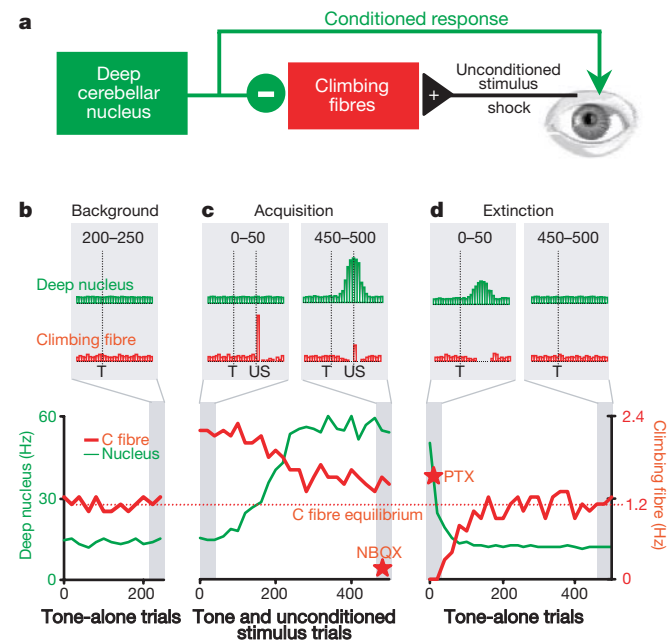 a
Conditioned response
Deep
cerebellar
nucleus
−
Climbing
fibres
+
Unconditioned
stimulus
shock
b Background
200–250
c Acquisition
0–50
450–500
d Extinction
0–50
450–500
Deep nucleus
Climbing fibre
T
T US
T US
T
T
60
30
0
Deep nucleus (Hz)
C fibre
Nucleus
C fibre equilibrium
NBQX
PTX
2.4
1.2
0
Climbing fibre (Hz)
0 200
0 200 400
0 200 400
Tone-alone trials
Tone and unconditioned
stimulus trials
Tone-alone trials